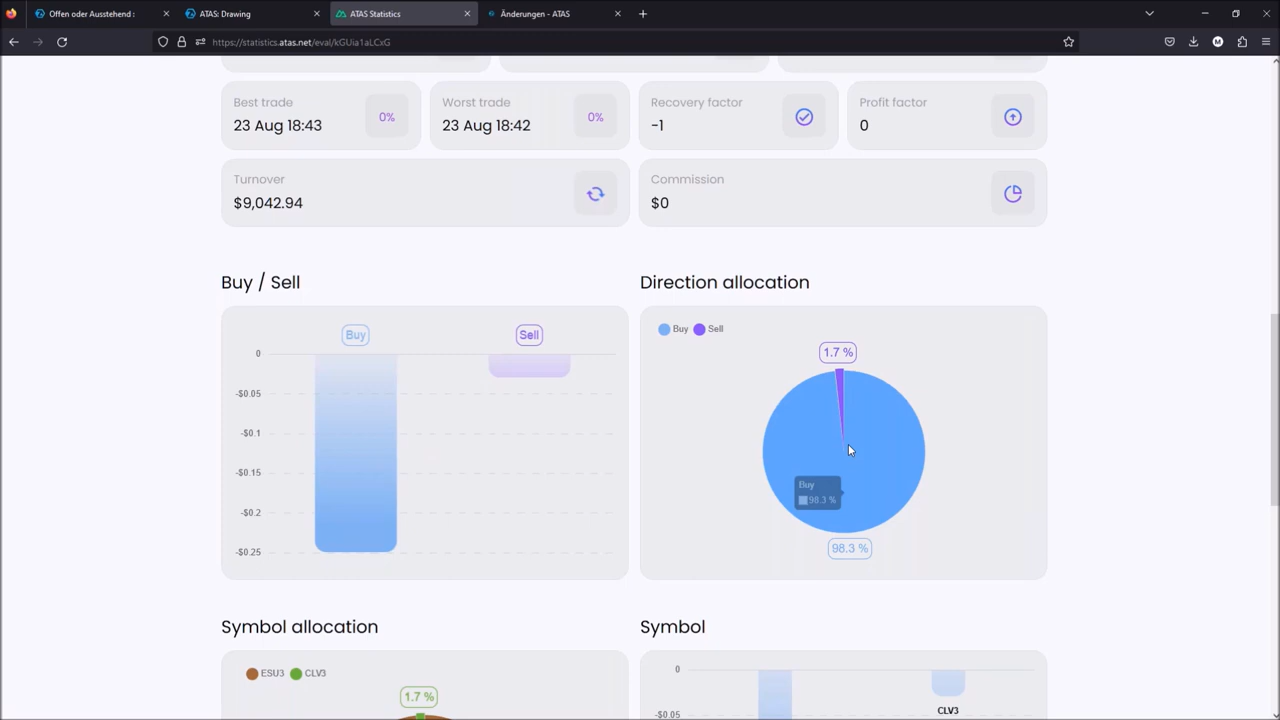 Offen oder Ausstehend :
ATAS: Drawing
ATAS Statistics
Änderungen - ATAS
https://statistics.atas.net/eval/kGUia1aLCxG
Best trade
23 Aug 18:43
0%
Worst trade
23 Aug 18:42
0%
Recovery factor
-1
Profit factor
0
Turnover
$9,042.94
Commission
$0
Buy / Sell
Direction allocation
Buy
Sell
0
-$0.05
-$0.1
-$0.15
-$0.2
-$0.25
Buy Sell
1.7 %
Buy
98.3 %
98.3 %
Symbol allocation
Symbol
ESU3 CLV3
1.7 %
0
-$0.05
CLV3